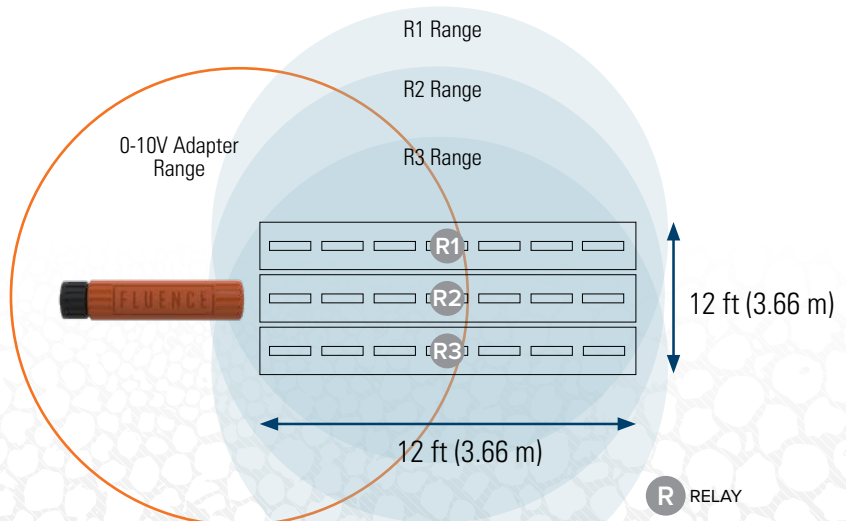 R1 Range
R2 Range
0-10V Adapter
Range
R3 Range
R1
FLUENCE
R2
12 ft (3.66 m)
R3
12 ft (3.66 m)
R RELAY